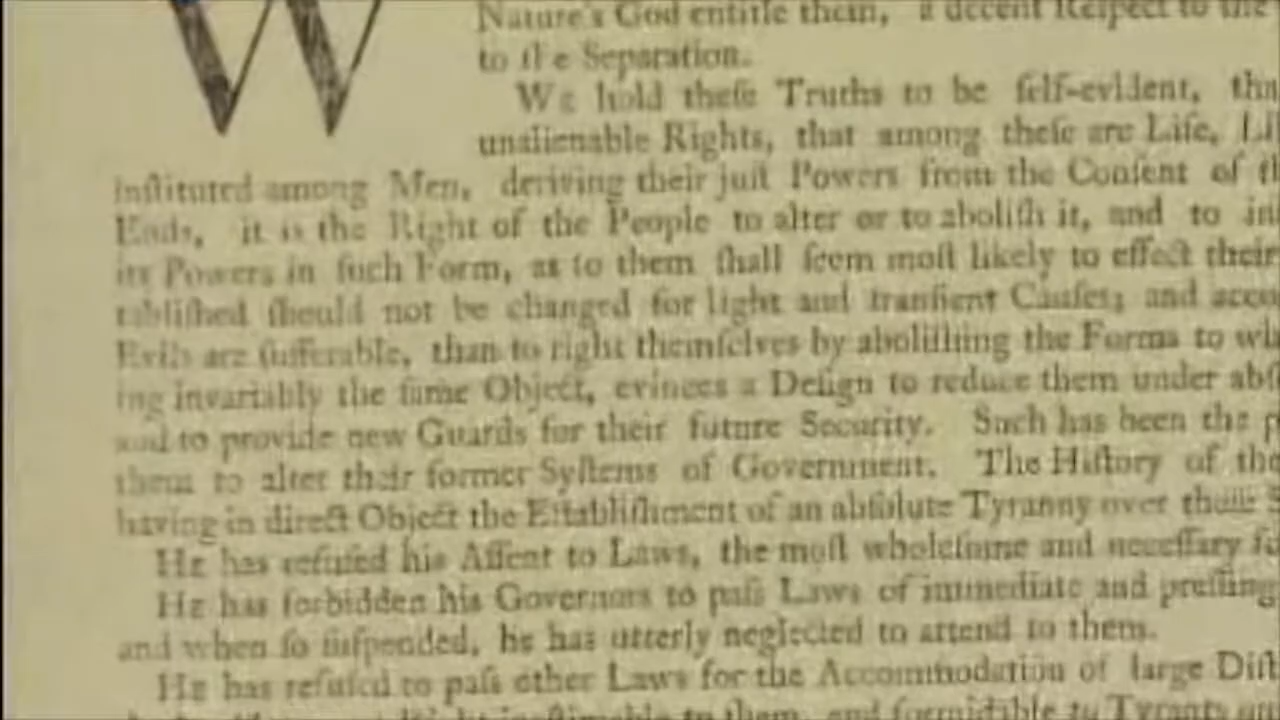 W
Nature's God entitle them, a decent Respect to the
to the Separation.
We hold theſe Truths to be ſelf-evident, tha
unalienable Rights, that among theſe are Life, Li
inſtituted among Men, deriving their juſt Powers from the Conſent of th
Ends, it is the Right of the People to alter or to aboliſh it, and to in
its Powers in ſuch Form, as to them ſhall ſeem moſt likely to effect their
tabliſhed ſhould not be changed for light and tranſient Cauſes; and acco
Evils are ſufferable, than to right themſelves by aboliſhing the Forms to wh
ing invariably the ſame Object, evinces a Deſign to reduce them under abſ
and to provide new Guards for their future Security. Such has been the p
them to alter their former Syſtems of Government. The Hiſtory of the
having in direct Object the Eſtabliſhment of an abſolute Tyranny over theſe S
He has refuſed his Aſſent to Laws, the moſt wholeſome and neceſſary fo
He has forbidden his Governors to paſs Laws of immediate and preſſing
and when ſo ſuſpended, he has utterly neglected to attend to them.
He has refuſed to paſs other Laws for the Accommodation of large Diſt
to them, and formidable to Tyrants on